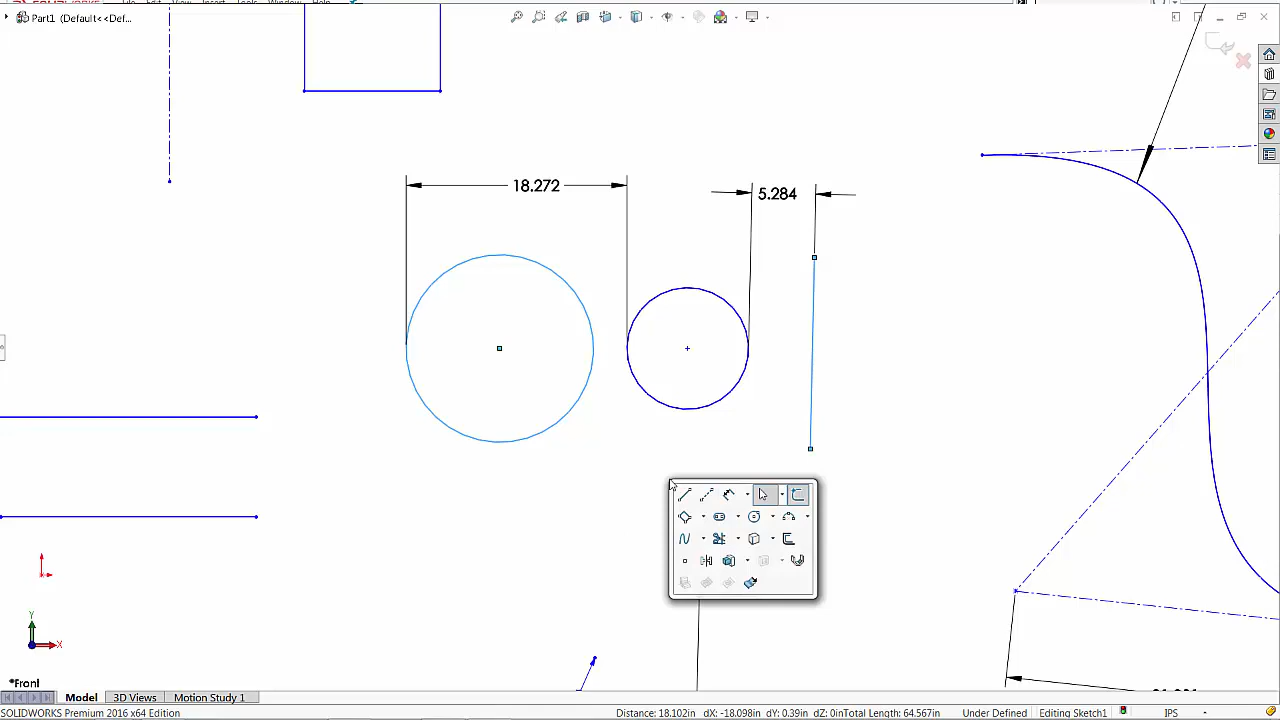 Part1 (Default<<Def...
18.272
5.284
Y
X
*Front
Model 3D Views Motion Study 1
SOLIDWORKS Premium 2016 x64 Edition
Distance: 18.102in dX: -18.098in dY: 0.39in dZ: 0in Total Length: 64.567in Under Defined Editing Sketch1 IPS